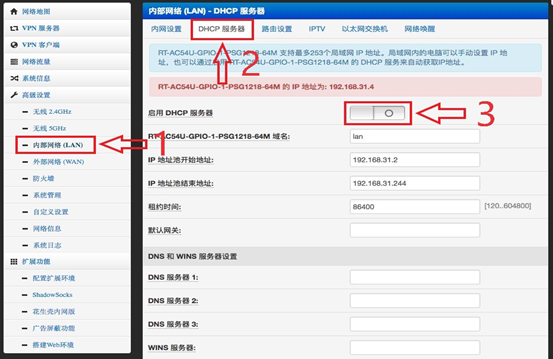 网络地图
VPN 服务器
VPN 客户端
网络流量
系统信息
高级设置
无线 2.4GHz
无线 5GHz
内部网络 (LAN)
外部网络 (WAN)
防火墙
系统管理
自定义设置
网络信息
系统日志
扩展功能
配置扩展环境
ShadowSocks
花生壳内网版
广告屏蔽功能
搭建Web环境
1
内部网络 (LAN) - DHCP 服务器
内网设置 DHCP 服务器 路由设置 IPTV 以太网交换机 网络唤醒
RT-AC54U-GPIO-1-PSG1218-64M 支持最多253个局域网 IP 地址。局域网内的电脑可以手动设置 IP 地
址，也可以通过启用 RT-AC54U-GPIO-1-PSG1218-64M 的 DHCP 服务来自动获取IP地址。
2
RT-AC54U-GPIO-1-PSG1218-64M 的 IP 地址为: 192.168.31.4
启用 DHCP 服务器
3
RT-AC54U-GPIO-1-PSG1218-64M 域名: lan
IP 地址池开始地址: 192.168.31.2
IP 地址池结束地址: 192.168.31.244
租约时间: 86400 [120..604800]
默认网关:
DNS 和 WINS 服务器设置
DNS 服务器 1:
DNS 服务器 2:
DNS 服务器 3:
WINS 服务器: